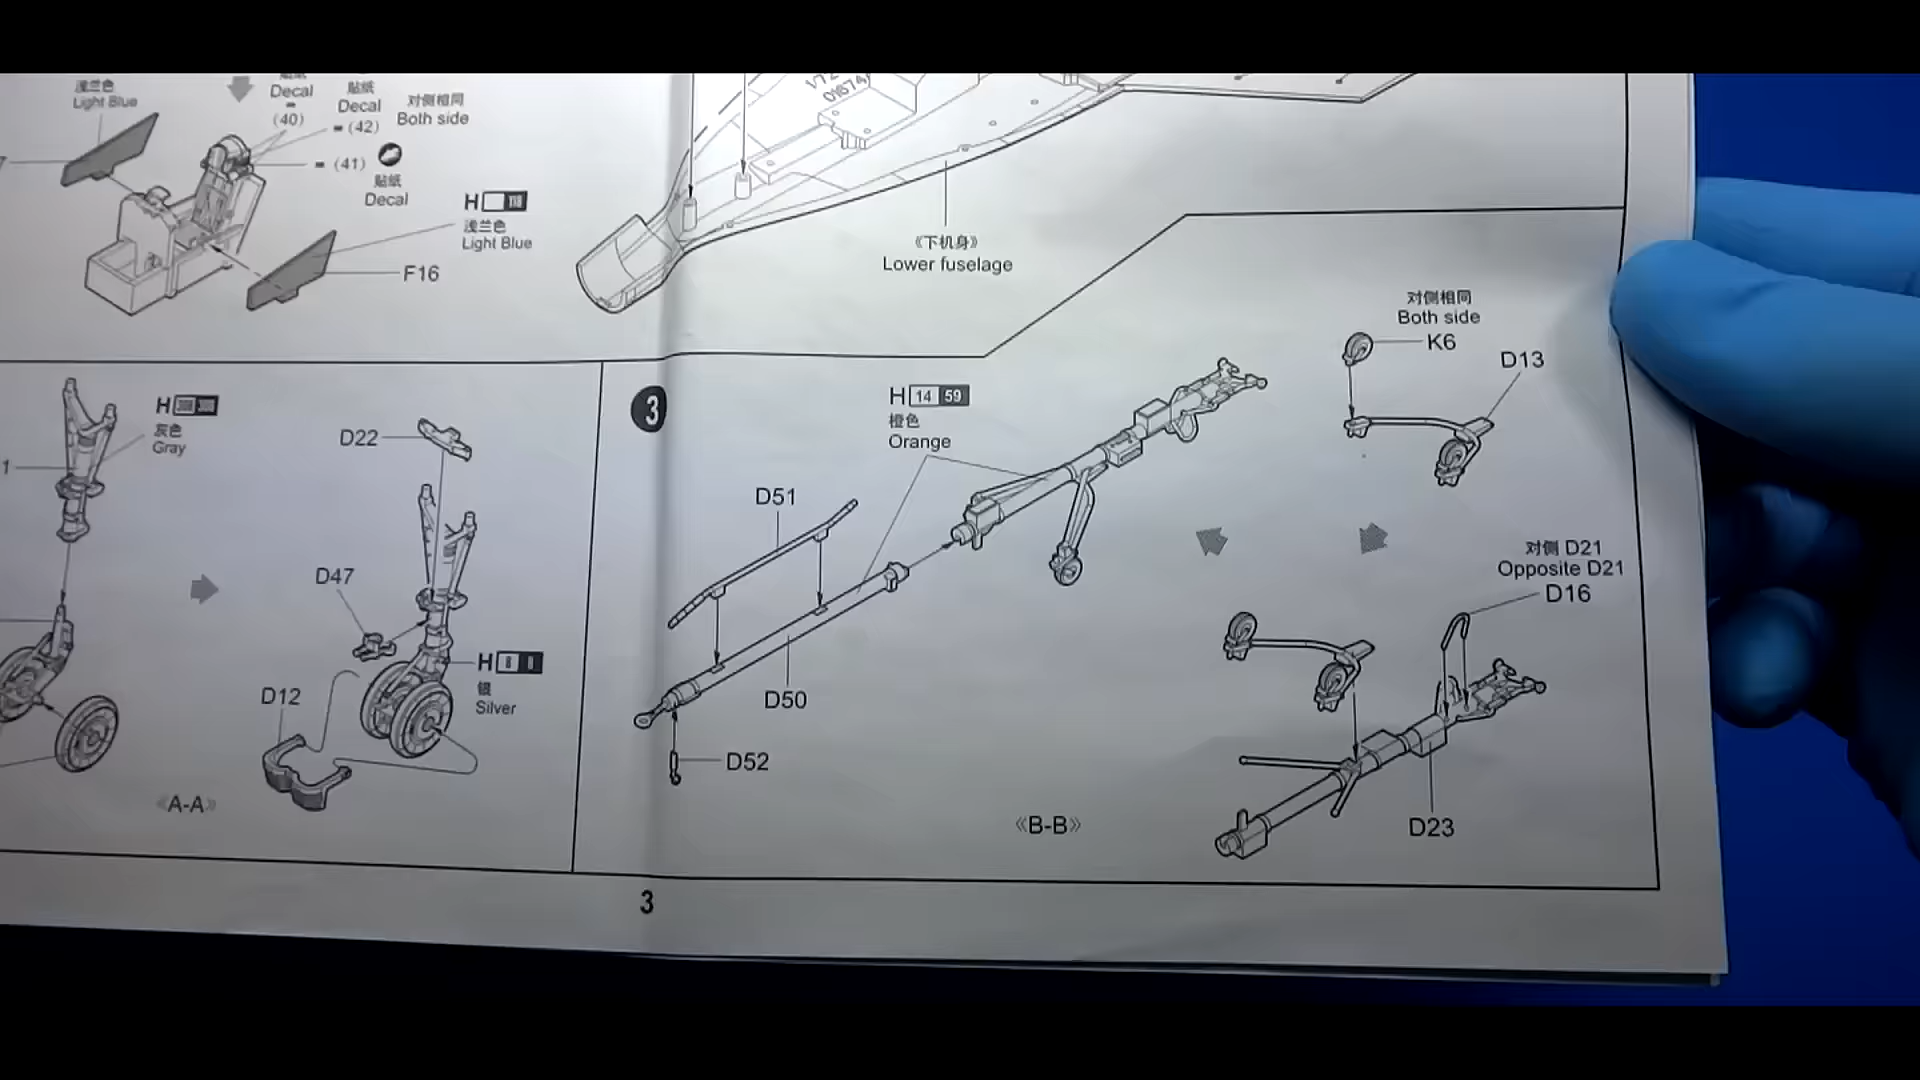 浅兰色
Light Blue
贴纸
Decal
(40)
贴纸
Decal
(42)
对侧相同
Both side
(41)
贴纸
Decal
H
浅兰色
Light Blue
F16
《下机身》
Lower fuselage
H
灰色
Gray
1
D22
D47
D12
H 8 8
银
Silver
《A-A》
3
H 14 59
橙色
Orange
D51
D50
D52
对侧相同
Both side
K6
D13
对侧 D21
Opposite D21
D16
D23
《B-B》
3